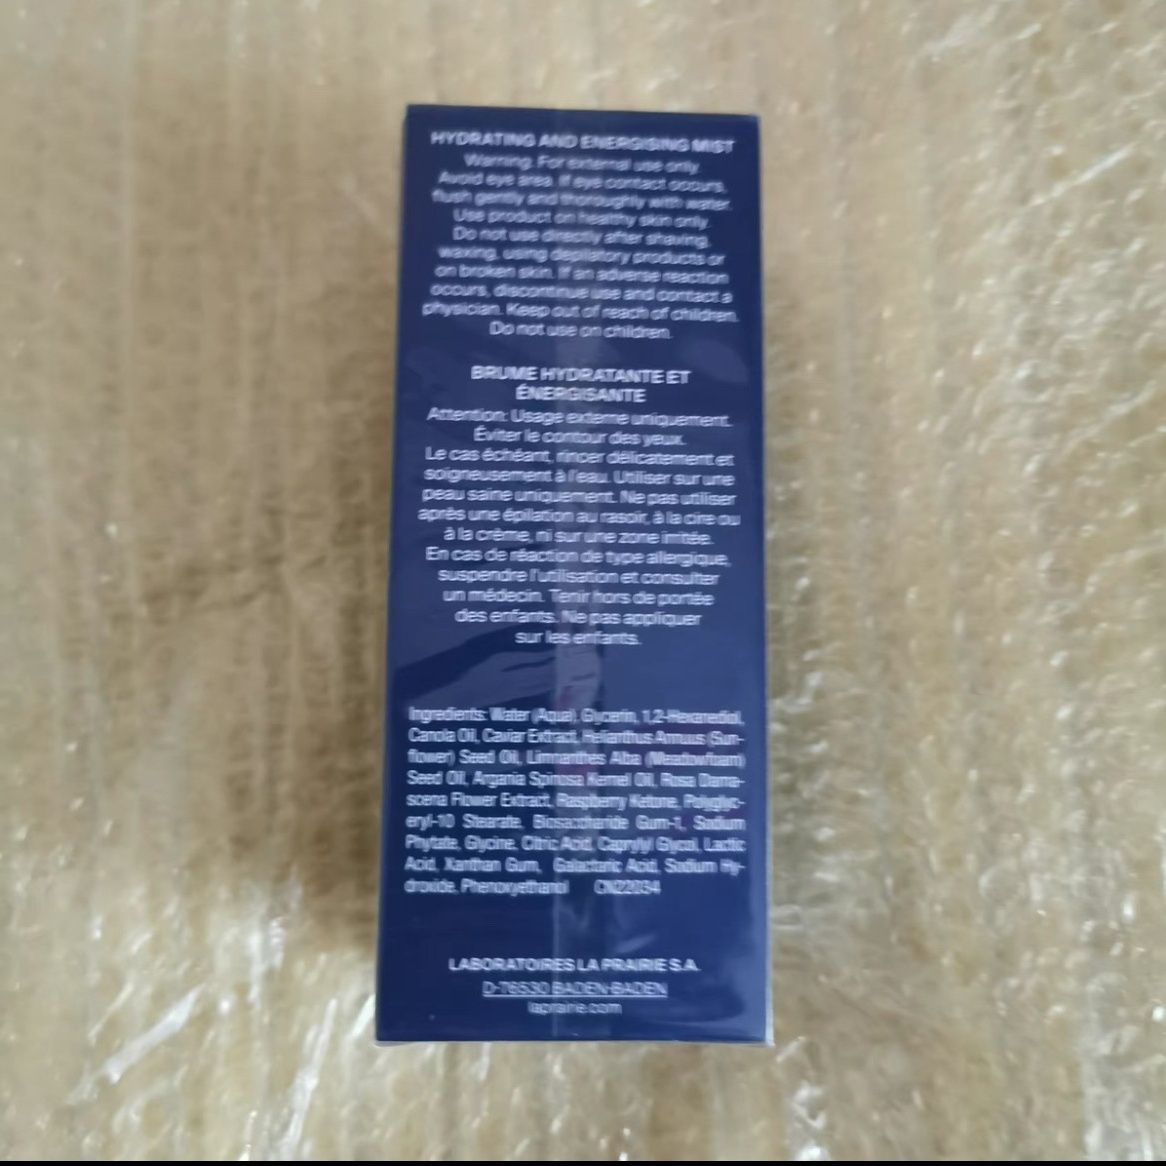 HYDRATING AND ENERGISING MIST
Warning: For external use only.
Avoid eye area. If eye contact occurs,
flush gently and thoroughly with water.
Use product on healthy skin only.
Do not use directly after shaving,
waxing, using depilatory products or
on broken skin. If an adverse reaction
occurs, discontinue use and contact a
physician. Keep out of reach of children.
Do not use on children.
BRUME HYDRATANTE ET
ÉNERGISANTE
Attention: Usage externe uniquement.
Éviter le contour des yeux.
Le cas échéant, rincer délicatement et
soigneusement à l'eau. Utiliser sur une
peau saine uniquement. Ne pas utiliser
après une épilation au rasoir, à la cire ou
à la crème, ni sur une zone irritée.
En cas de réaction de type allergique,
suspendre l'utilisation et consulter
un médecin. Tenir hors de portée
des enfants. Ne pas appliquer
sur les enfants.
Ingredients: Water (Aqua), Glycerin, 1,2-Hexanediol,
Canola Oil, Caviar Extract, Helianthus Annuus (Sun-
flower) Seed Oil, Limnanthes Alba (Meadowfoam)
Seed Oil, Argania Spinosa Kernel Oil, Rosa Dama-
scena Flower Extract, Raspberry Ketone, Polyglyc-
eryl-10 Stearate, Biosaccharide Gum-1, Sodium
Phytate, Glycine, Citric Acid, Caprylyl Glycol, Lactic
Acid, Xanthan Gum, Galactaric Acid, Sodium Hy-
droxide, Phenoxyethanol CN22034
LABORATOIRES LA PRAIRIE S.A.
D-76530 BADEN-BADEN
laprairie.com